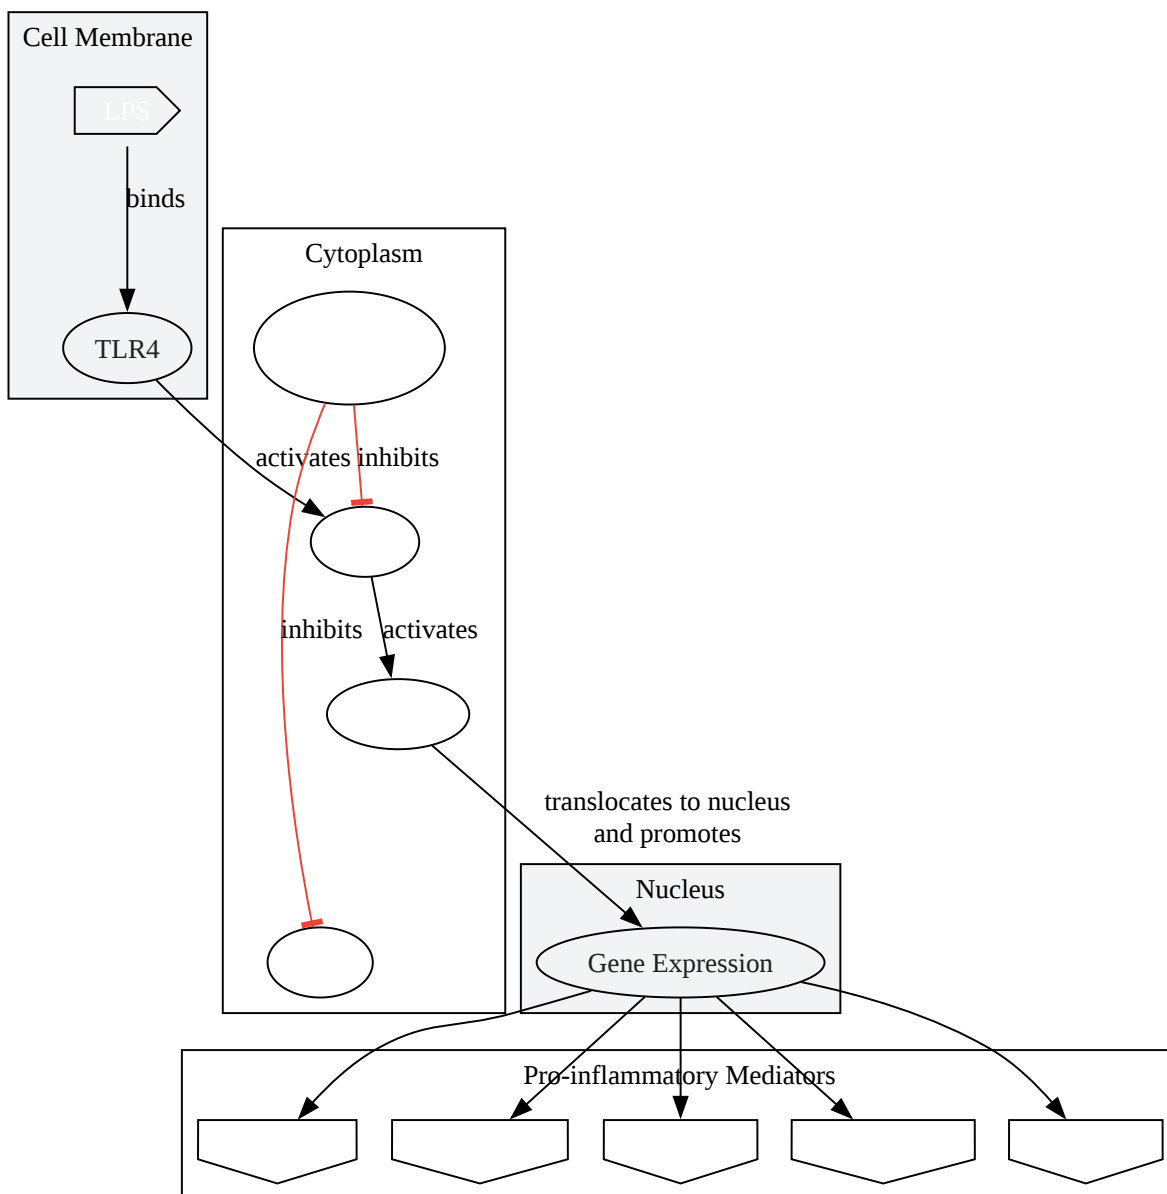 Cell Membrane
LPS
binds
Cytoplasm
TLR4
activates
inhibits
inhibits
activates
translocates to nucleus
and promotes
Nucleus
Gene Expression
Pro-inflammatory Mediators